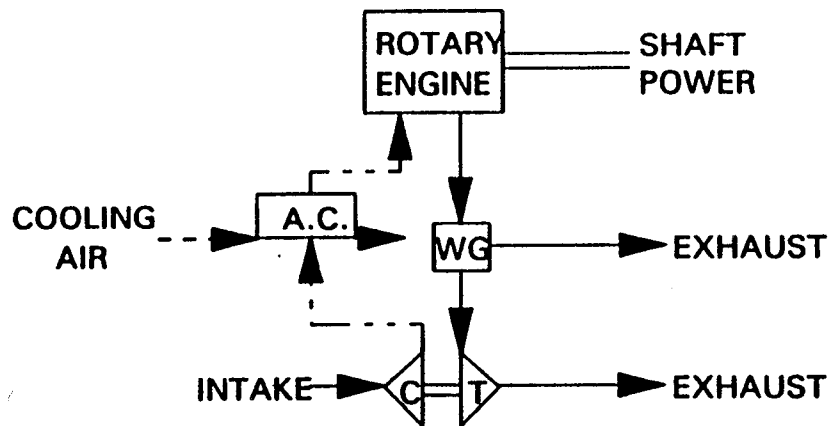 ROTARY
ENGINE
SHAFT
POWER
COOLING
AIR
A.C.
WG
EXHAUST
INTAKE
C
T
EXHAUST